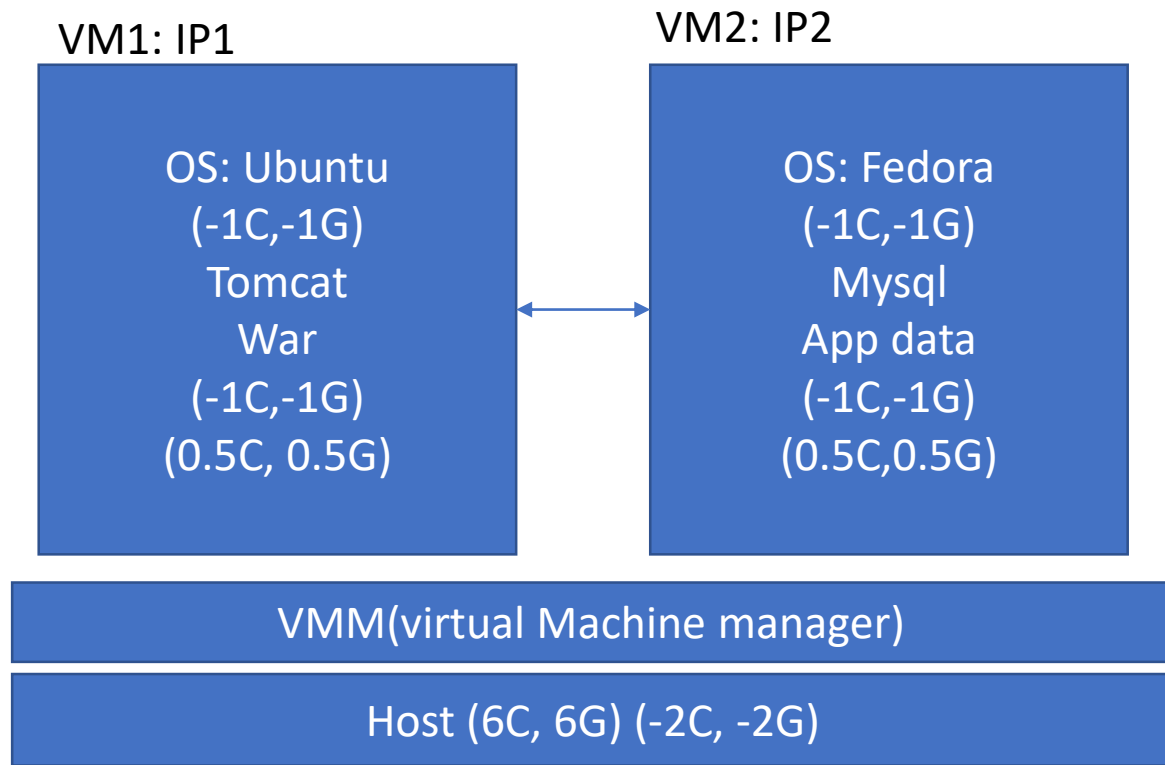 VM1: IP1
OS: Ubuntu
(-1C,-1G)
Tomcat
War
(-1C,-1G)
(0.5C, 0.5G)
VM2: IP2
OS: Fedora
(-1C,-1G)
Mysql
App data
(-1C,-1G)
(0.5C,0.5G)
VMM(virtual Machine manager)
Host (6C, 6G) (-2C, -2G)